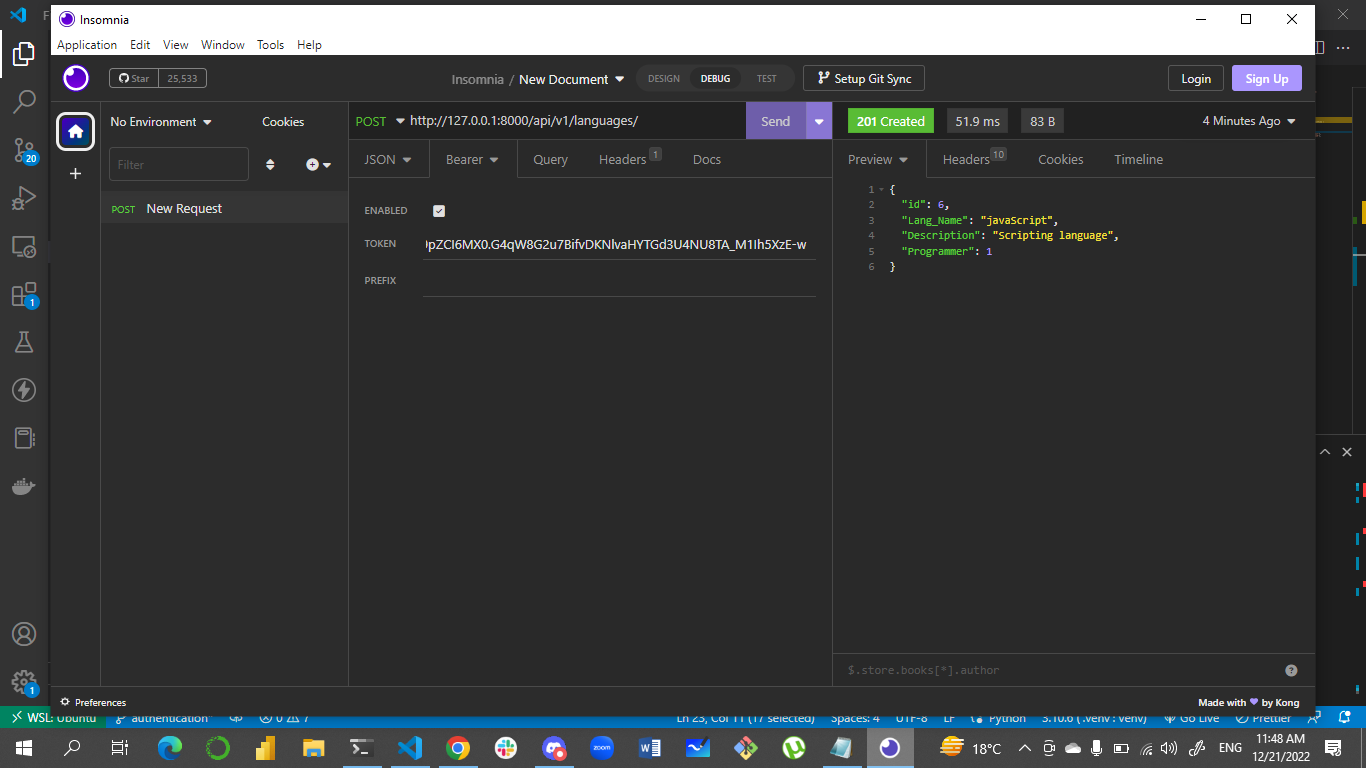 Insomnia
Application Edit View Window Tools Help
Star 25,533
Insomnia / New Document
DESIGN DEBUG TEST
Setup Git Sync
Login Sign Up
No Environment Cookies
POST http://127.0.0.1:8000/api/v1/languages/ Send
201 Created 51.9 ms 83 B 4 Minutes Ago
Filter
JSON Bearer Query Headers 1 Docs
Preview Headers 10 Cookies Timeline
POST New Request
ENABLED
TOKEN pZCI6MX0.G4qW8G2u7BifvDKNlvaHYTGd3U4NU8TA_M1Ih5XzE-w
PREFIX
1 {
2 "id": 6,
3 "Lang_Name": "javaScript",
4 "Description": "Scripting language",
5 "Programmer": 1
6 }
20
1
1
$.store.books[*].author
Preferences
Made with by Kong
WSL: Ubuntu authentication 0 7 Ln 23, Col 11 (17 selected) Spaces: 4 UTF-8 LF Python 3.10.6 ('.venv': venv) Go Live Prettier
zoom
18°C ENG 11:48 AM
12/21/2022